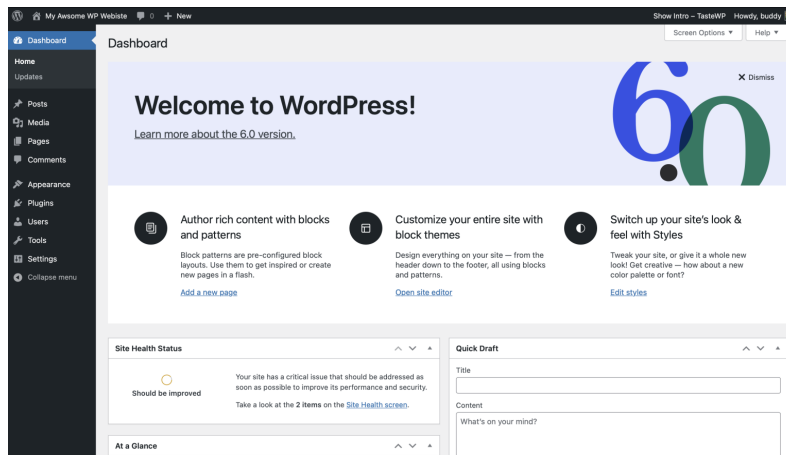 My Awsome WP Webiste 0 + New Show Intro – TasteWP Howdy, buddy
Screen Options ▼ Help ▼
Dashboard
Home
Updates
Posts
Media
Pages
Comments
Appearance
Plugins
Users
Tools
Settings
Collapse menu
Dashboard
Welcome to WordPress!
Learn more about the 6.0 version.
6.0
Dismiss
Author rich content with blocks
and patterns
Block patterns are pre-configured block
layouts. Use them to get inspired or create
new pages in a flash.
Add a new page
Customize your entire site with
block themes
Design everything on your site — from the
header down to the footer, all using blocks
and patterns.
Open site editor
Switch up your site’s look &
feel with Styles
Tweak your site, or give it a whole new
look! Get creative — how about a new
color palette or font?
Edit styles
Site Health Status
Should be improved
Your site has a critical issue that should be addressed as
soon as possible to improve its performance and security.
Take a look at the 2 items on the Site Health screen.
At a Glance
Quick Draft
Title
Content
What's on your mind?